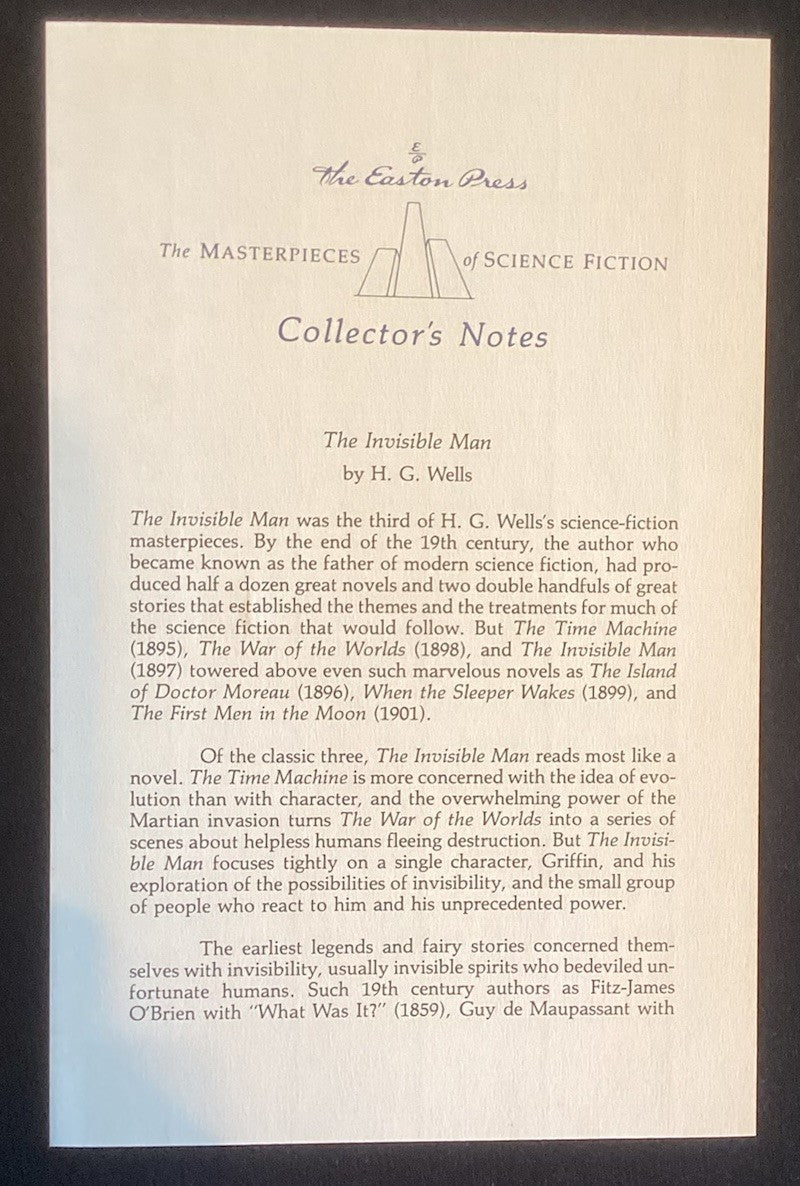 E
P
The Easton Press
The MASTERPIECES of SCIENCE FICTION
Collector's Notes
The Invisible Man
by H. G. Wells
The Invisible Man was the third of H. G. Wells's science-fiction
masterpieces. By the end of the 19th century, the author who
became known as the father of modern science fiction, had pro-
duced half a dozen great novels and two double handfuls of great
stories that established the themes and the treatments for much of
the science fiction that would follow. But The Time Machine
(1895), The War of the Worlds (1898), and The Invisible Man
(1897) towered above even such marvelous novels as The Island
of Doctor Moreau (1896), When the Sleeper Wakes (1899), and
The First Men in the Moon (1901).
Of the classic three, The Invisible Man reads most like a
novel. The Time Machine is more concerned with the idea of evo-
lution than with character, and the overwhelming power of the
Martian invasion turns The War of the Worlds into a series of
scenes about helpless humans fleeing destruction. But The Invisi-
ble Man focuses tightly on a single character, Griffin, and his
exploration of the possibilities of invisibility, and the small group
of people who react to him and his unprecedented power.
The earliest legends and fairy stories concerned them-
selves with invisibility, usually invisible spirits who bedeviled un-
fortunate humans. Such 19th century authors as Fitz-James
O'Brien with "What Was It?" (1859), Guy de Maupassant with